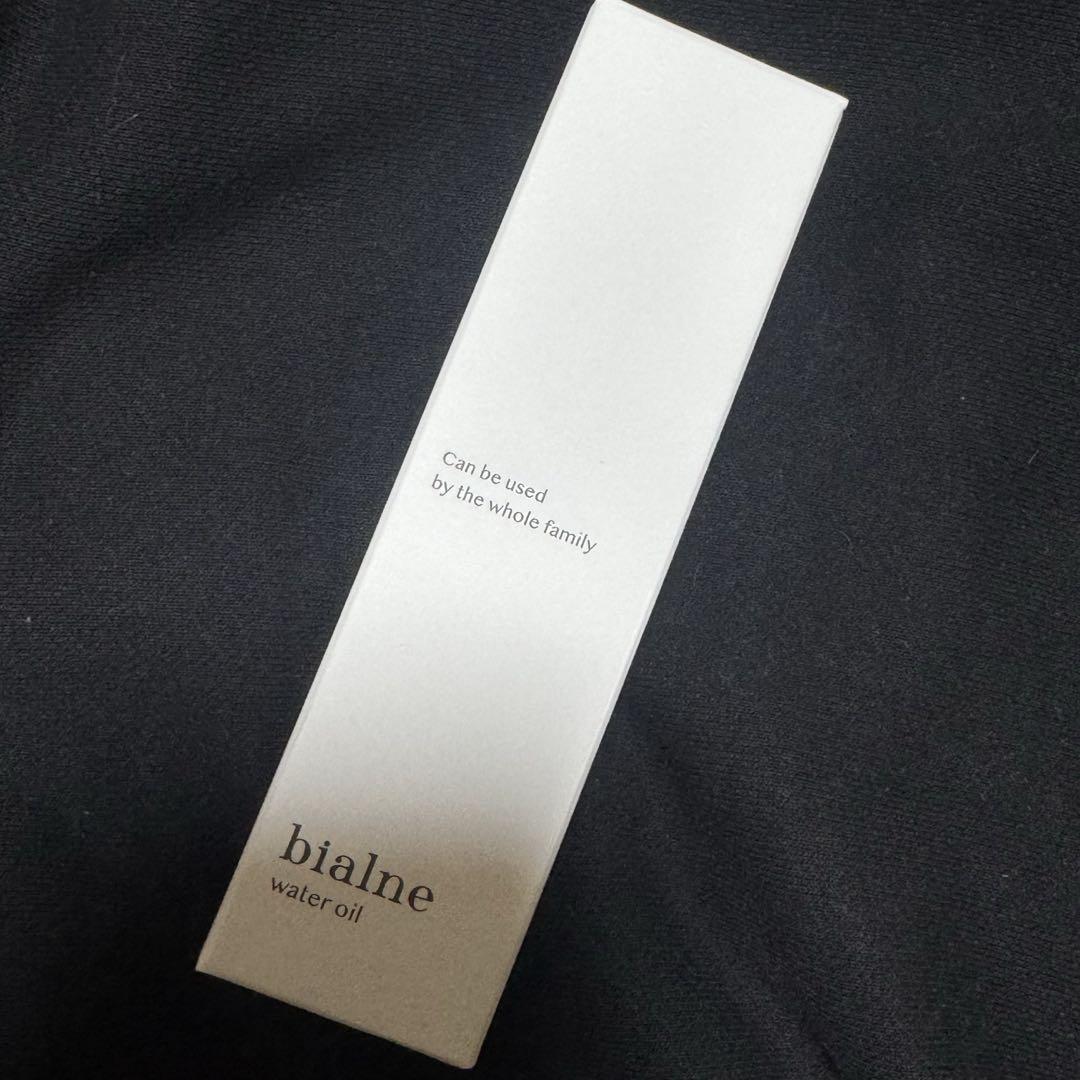 Can be used
by the whole family
bialne
water oil